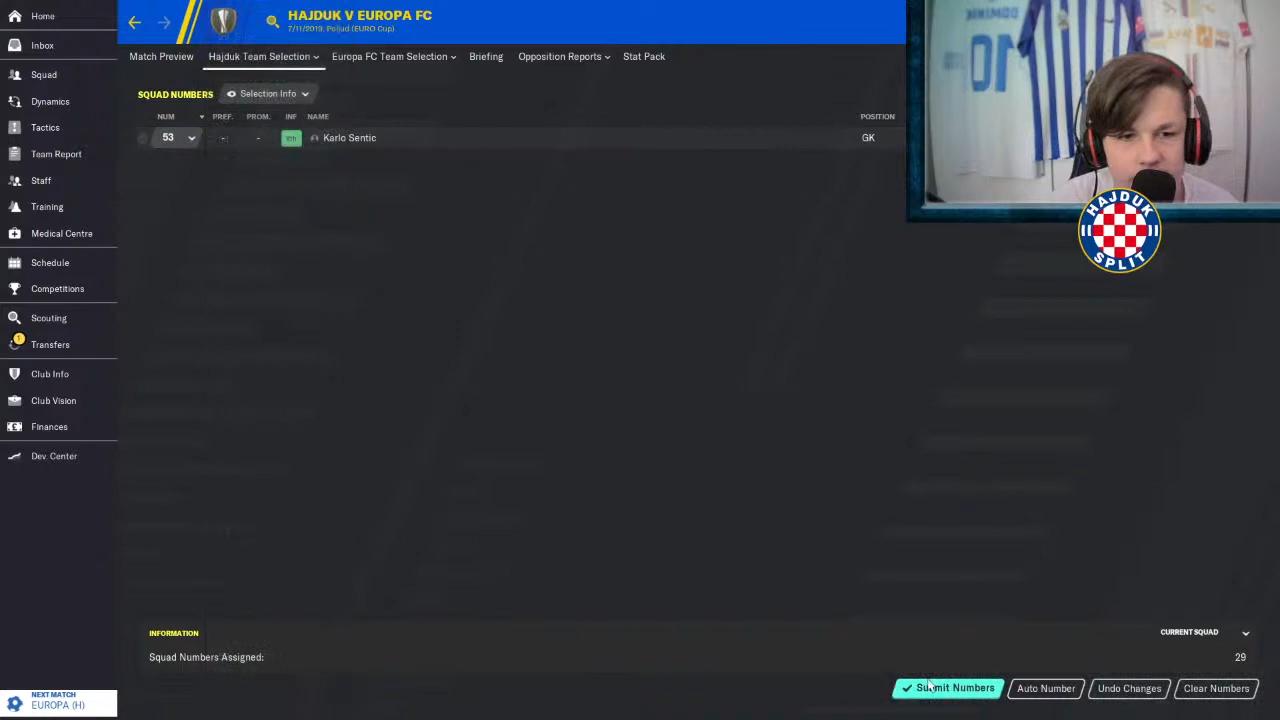 Home
Inbox
Squad
Dynamics
Tactics
Team Report
Staff
Training
Medical Centre
Schedule
Competitions
Scouting
1
Transfers
Club Info
Club Vision
Finances
Dev. Center
NEXT MATCH
EUROPA (H)
HAJDUK V EUROPA FC
7/11/2019, Poljud (EURO Cup)
Match Preview Hajduk Team Selection Europa FC Team Selection Briefing Opposition Reports Stat Pack
SQUAD NUMBERS Selection Info
NUM PREF. PROM. INF NAME POSITION
53 - - Karlo Sentic GK
DOMINIK
10
HAJDUK
SPLIT
INFORMATION CURRENT SQUAD
Squad Numbers Assigned: 29
Submit Numbers Auto Number Undo Changes Clear Numbers